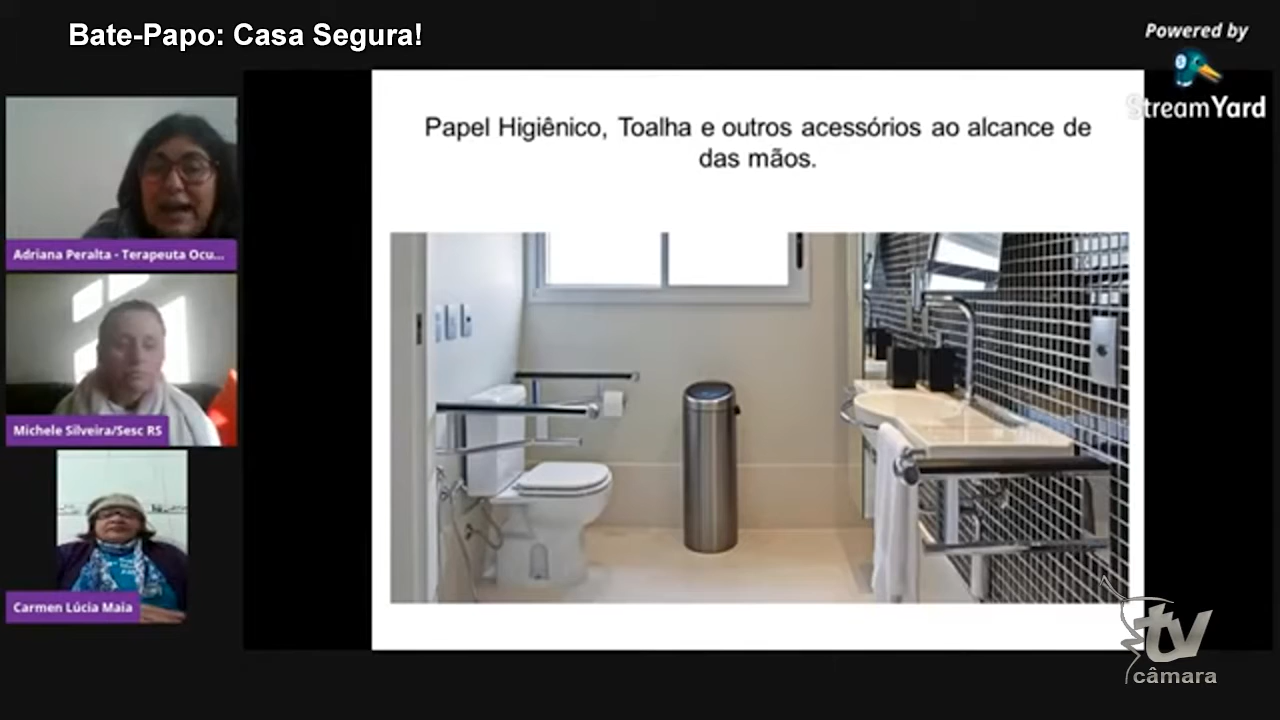 Bate-Papo: Casa Segura!
Powered by
StreamYard
Papel Higiênico, Toalha e outros acessórios ao alcance de
das mãos.
Adriana Peralta - Terapeuta Ocu...
Michele Silveira/Sesc RS
Carmen Lúcia Maia
tv
câmara